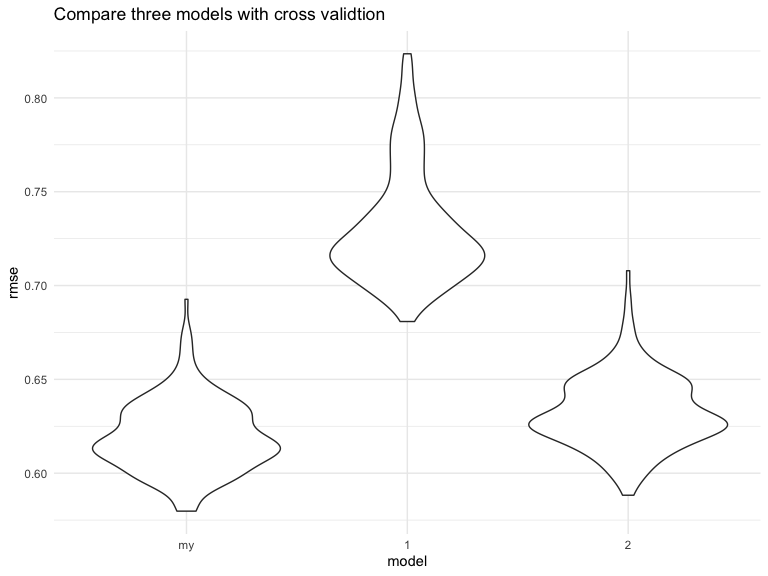 Compare three models with cross validtion
0.80
0.75
0.70
0.65
0.60
rmse
my 1 2
model